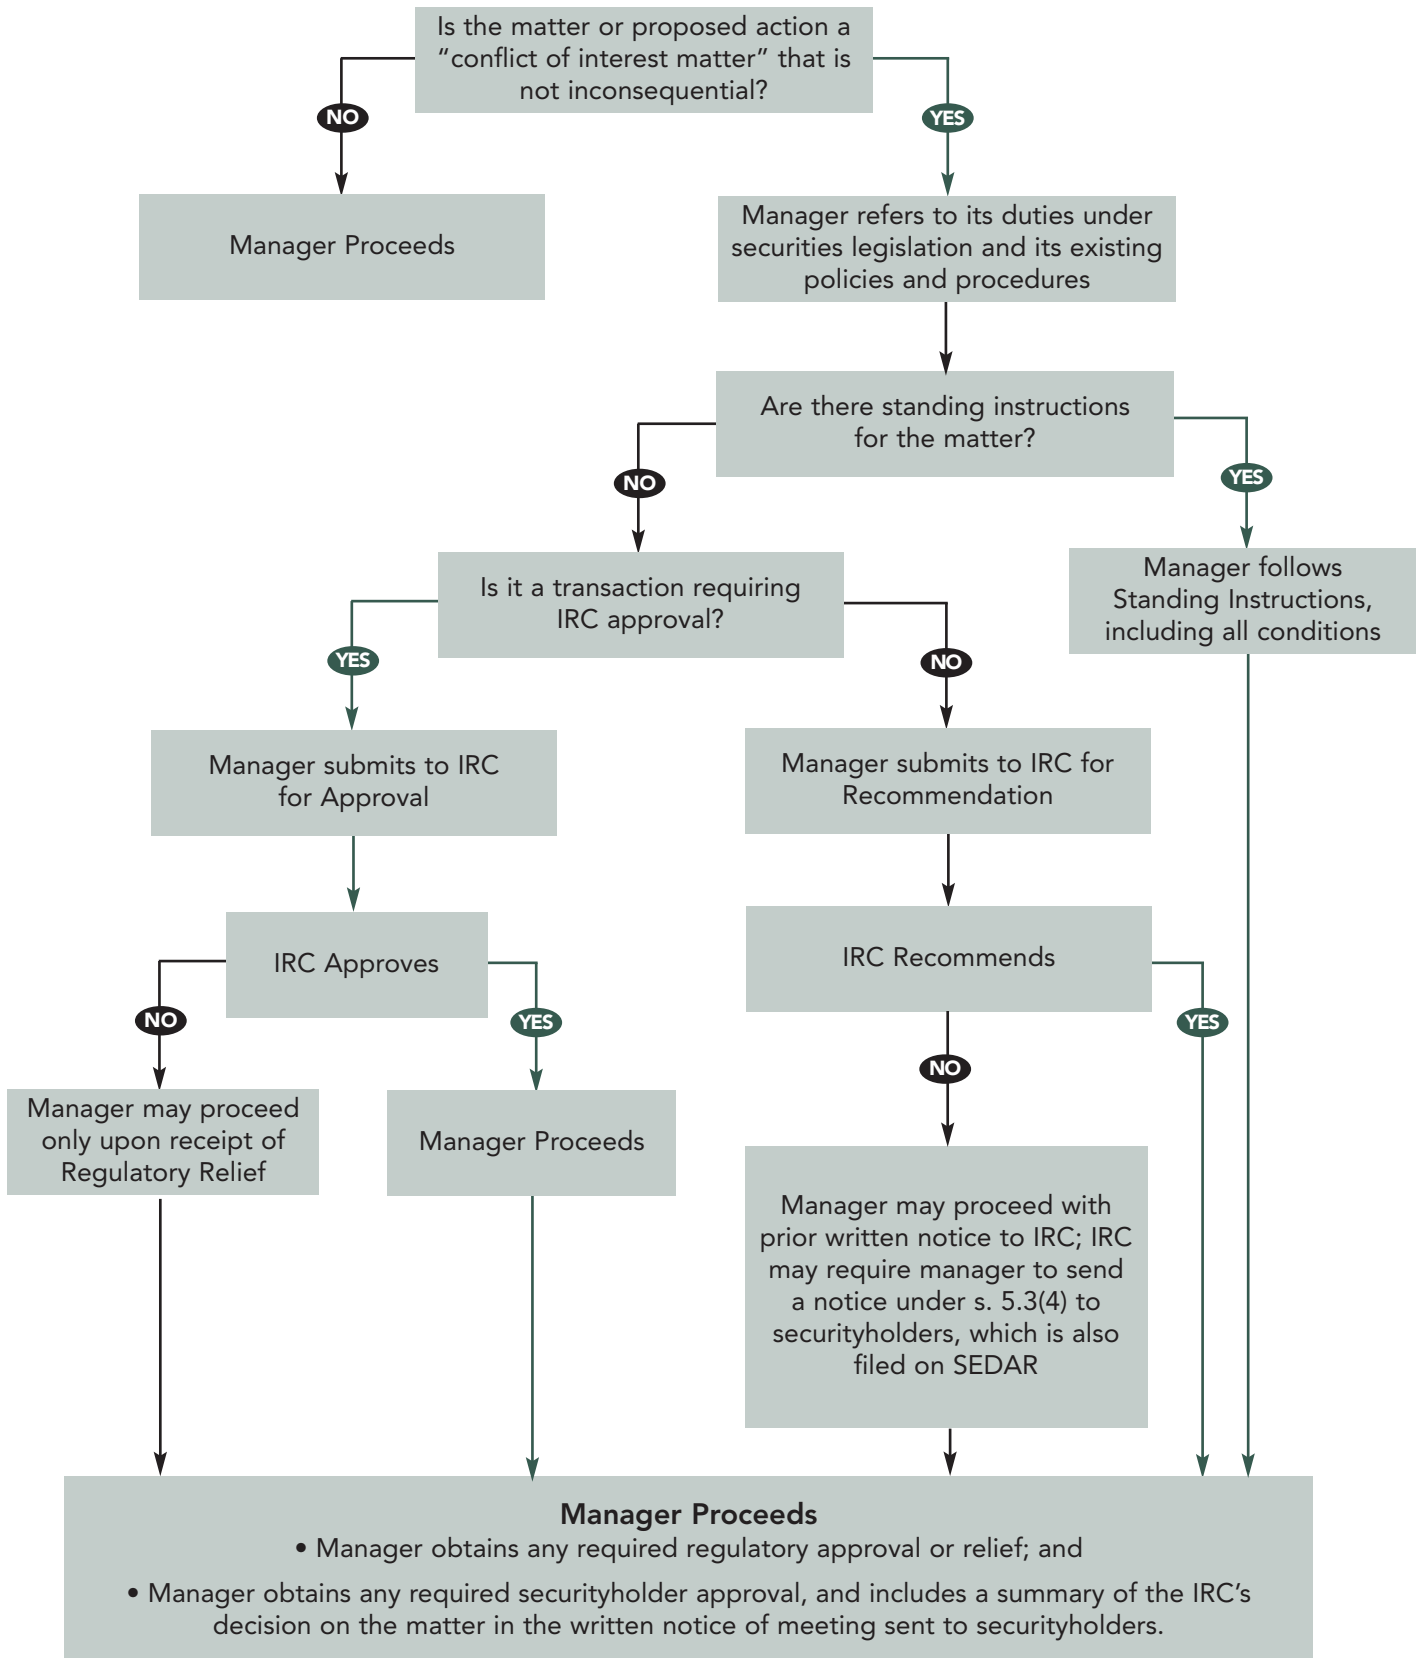 Is the matter or proposed action a
“conflict of interest matter” that is
not inconsequential?
NO
YES
Manager Proceeds
Manager refers to its duties under
securities legislation and its existing
policies and procedures
Are there standing instructions
for the matter?
NO
YES
Is it a transaction requiring
IRC approval?
Manager follows
Standing Instructions,
including all conditions
YES
NO
Manager submits to IRC
for Approval
Manager submits to IRC for
Recommendation
IRC Approves
IRC Recommends
NO
YES
YES
NO
Manager may proceed
only upon receipt of
Regulatory Relief
Manager Proceeds
Manager may proceed with
prior written notice to IRC; IRC
may require manager to send
a notice under s. 5.3(4) to
securityholders, which is also
filed on SEDAR
Manager Proceeds
• Manager obtains any required regulatory approval or relief; and
• Manager obtains any required securityholder approval, and includes a summary of the IRC’s
decision on the matter in the written notice of meeting sent to securityholders.